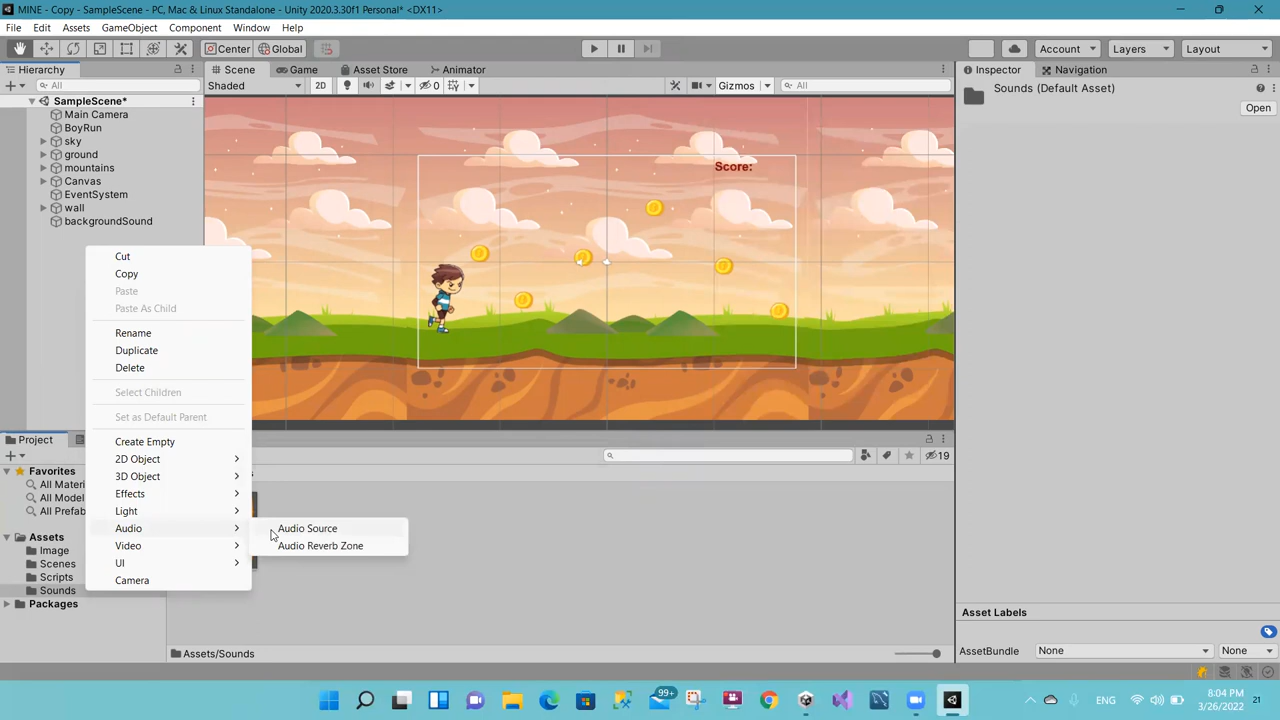 MINE - Copy - SampleScene - PC, Mac & Linux Standalone - Unity 2020.3.30f1 Personal* <DX11>
File Edit Assets GameObject Component Window Help
Center Global Account Layers Layout
Hierarchy Scene Game Asset Store Animator Inspector Navigation
All Shaded 2D 0 Gizmos All Sounds (Default Asset)
Open
SampleScene*
Main Camera
BoyRun
sky
ground
mountains
Canvas
EventSystem
wall
backgroundSound
Score:
Cut
Copy
Paste
Paste As Child
Rename
Duplicate
Delete
Select Children
Set as Default Parent
Create Empty
2D Object
3D Object
Effects
Light
Audio
Video
UI
Camera
Audio Source
Audio Reverb Zone
Project
19
Favorites
All Materi
All Model
All Prefab
Assets
Image
Scenes
Scripts
Sounds
Packages
Assets/Sounds
Asset Labels
AssetBundle None None
99+
ENG
8:04 PM
3/26/2022
21